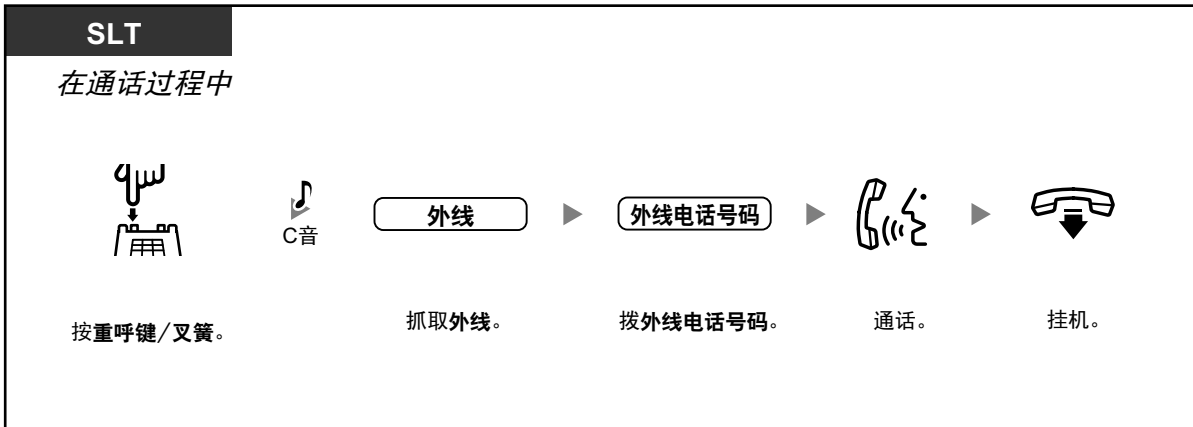 SLT
在通话过程中
外线
外线电话号码
C音
按重呼键/叉簧。
抓取外线。
拨外线电话号码。
通话。
挂机。